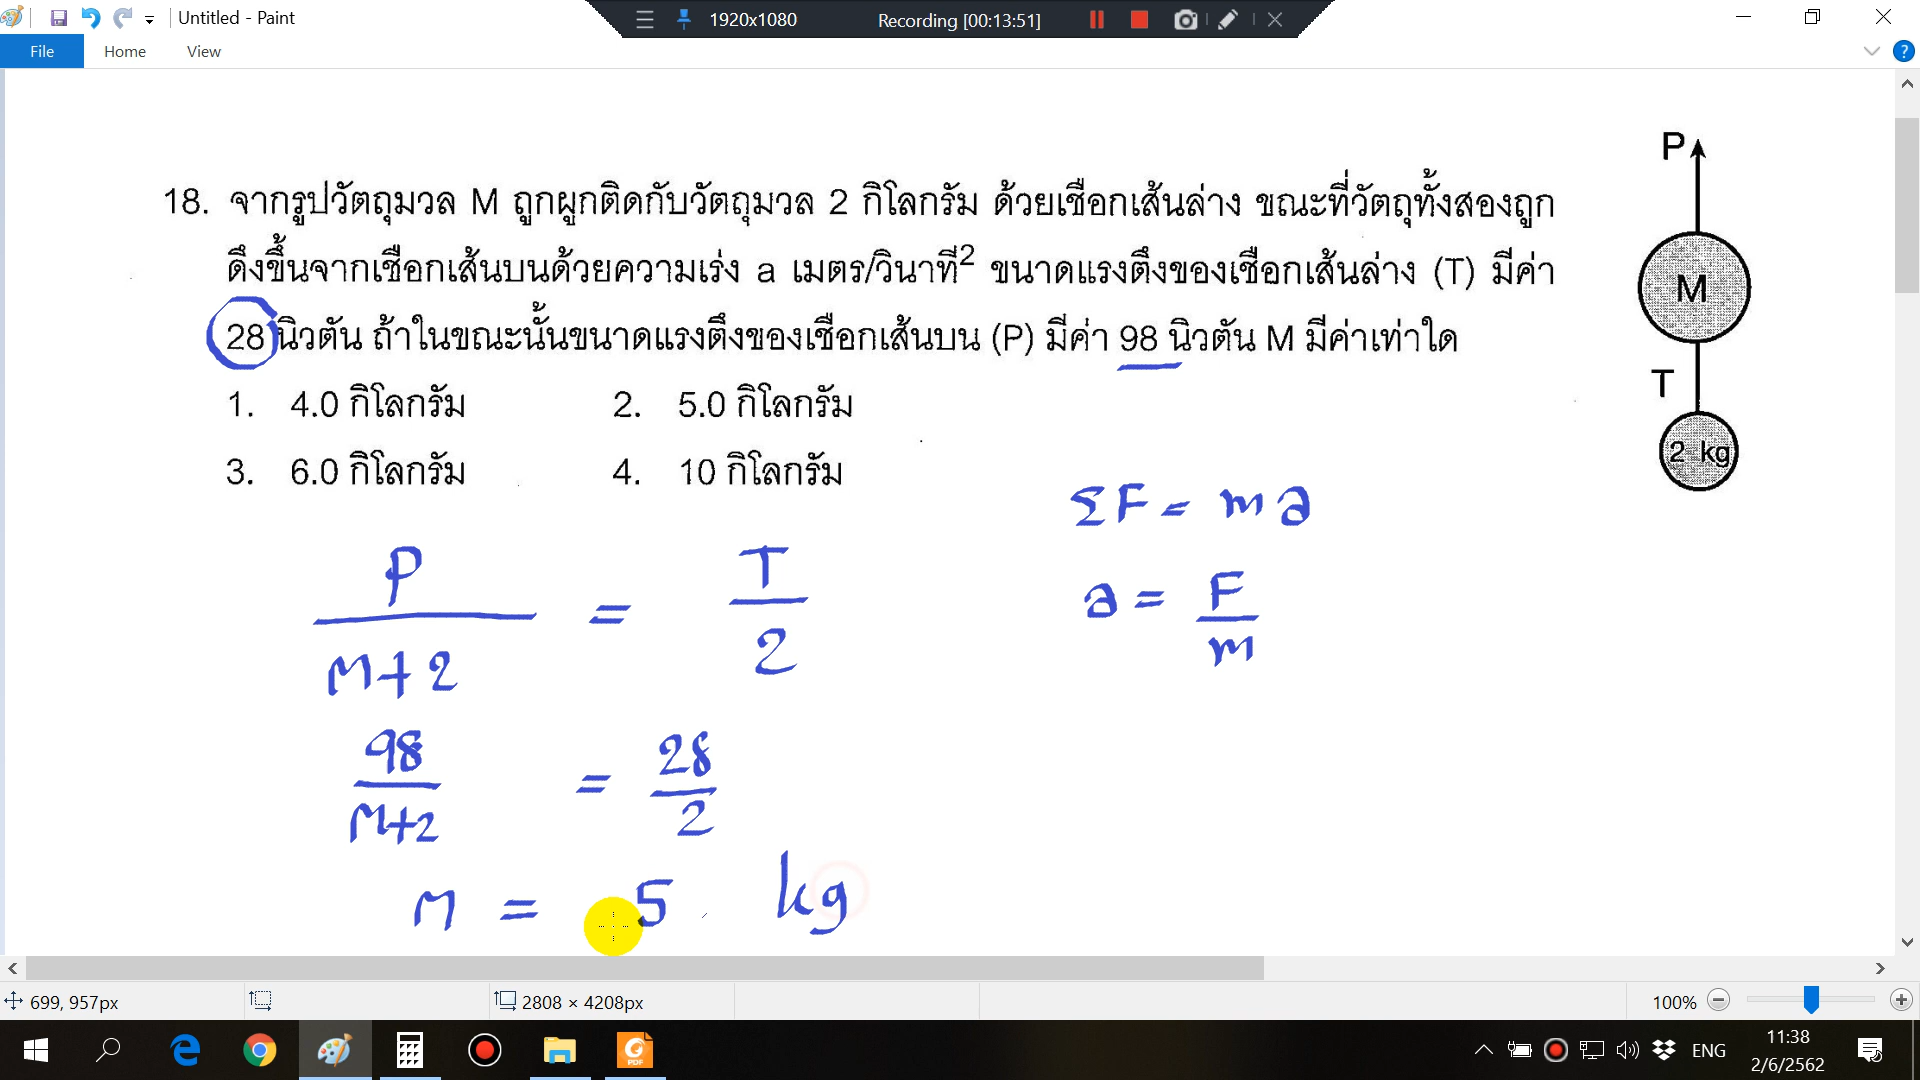 Untitled - Paint
1920x1080
Recording [00:13:51]
File
Home
View
18. จากรูปวัตถุมวล M ถูกผูกติดกับวัตถุมวล 2 กิโลกรัม ด้วยเชือกเส้นล่าง ขณะที่วัตถุทั้งสองถูก
ดึงขึ้นจากเชือกเส้นบนด้วยความเร่ง a เมตร/วินาที² ขนาดแรงตึงของเชือกเส้นล่าง (T) มีค่า
28 นิวตัน ถ้าในขณะนั้นขนาดแรงตึงของเชือกเส้นบน (P) มีค่า 98 นิวตัน M มีค่าเท่าใด
1. 4.0 กิโลกรัม 2. 5.0 กิโลกรัม
3. 6.0 กิโลกรัม 4. 10 กิโลกรัม
P
M
T
2 kg
ΣF = ma
a = F/m
P/(M+2) = T/2
98/(M+2) = 28/2
M = 5 kg
699, 957px
2808 × 4208px
100%
PDF
ENG
11:38
2/6/2562